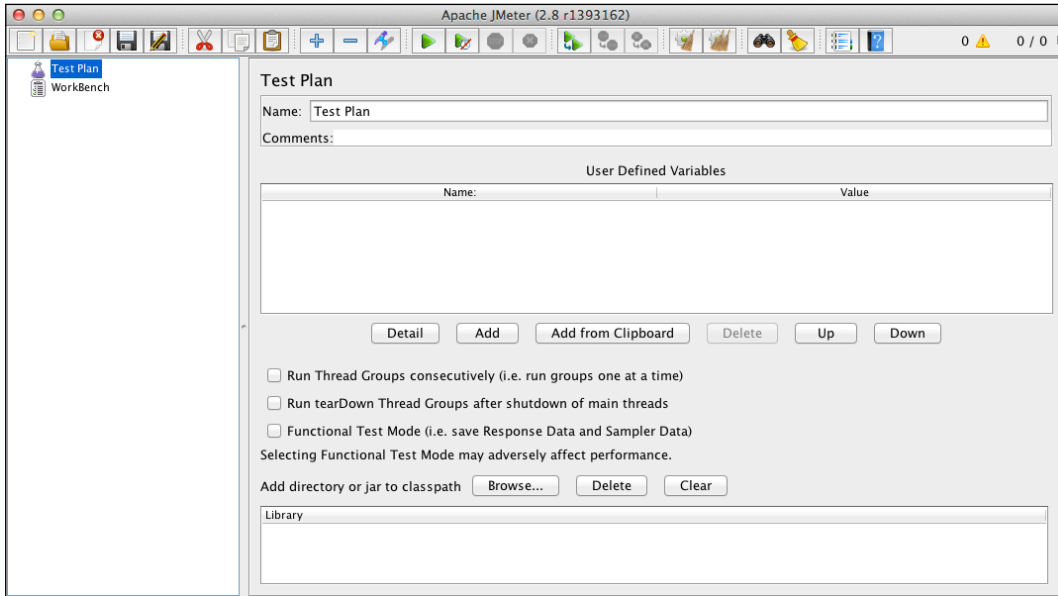 Apache JMeter (2.8 r1393162)
0 0 / 0
Test Plan
WorkBench
Test Plan
Name: Test Plan
Comments:
User Defined Variables
Name: Value
Detail Add Add from Clipboard Delete Up Down
Run Thread Groups consecutively (i.e. run groups one at a time)
Run tearDown Thread Groups after shutdown of main threads
Functional Test Mode (i.e. save Response Data and Sampler Data)
Selecting Functional Test Mode may adversely affect performance.
Add directory or jar to classpath Browse... Delete Clear
Library